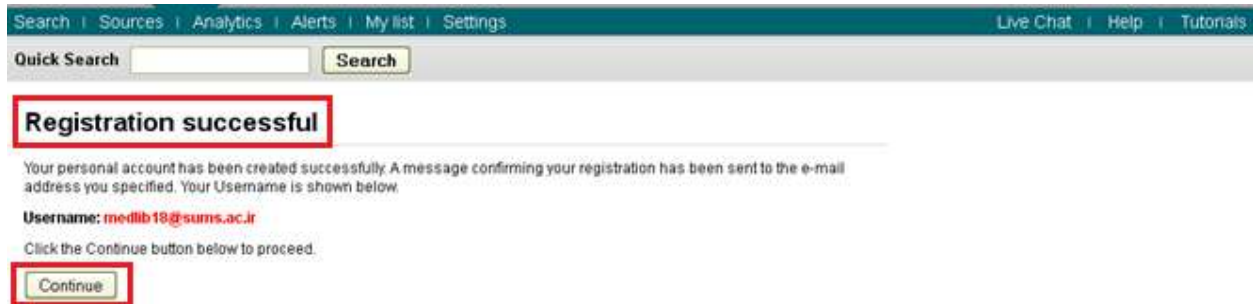 Search | Sources | Analytics | Alerts | My list | Settings Live Chat | Help | Tutorials
Quick Search Search
Registration successful
Your personal account has been created successfully. A message confirming your registration has been sent to the e-mail
address you specified. Your Username is shown below.
Username: medlib18@sums.ac.ir
Click the Continue button below to proceed.
Continue